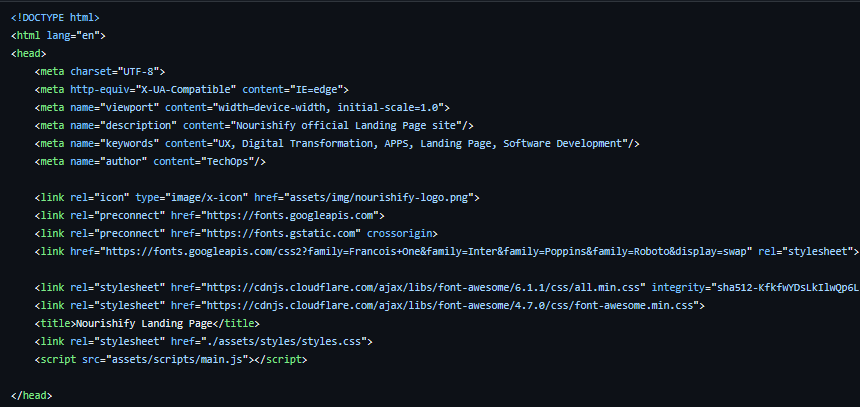 <!DOCTYPE html>
<html lang="en">
<head>
    <meta charset="UTF-8">
    <meta http-equiv="X-UA-Compatible" content="IE=edge">
    <meta name="viewport" content="width=device-width, initial-scale=1.0">
    <meta name="description" content="Nourishify official Landing Page site"/>
    <meta name="keywords" content="UX, Digital Transformation, APPS, Landing Page, Software Development"/>
    <meta name="author" content="TechOps"/>

    <link rel="icon" type="image/x-icon" href="assets/img/nourishify-logo.png">
    <link rel="preconnect" href="https://fonts.googleapis.com">
    <link rel="preconnect" href="https://fonts.gstatic.com" crossorigin>
    <link href="https://fonts.googleapis.com/css2?family=Francois+One&family=Inter&family=Poppins&family=Roboto&display=swap" rel="stylesheet">

    <link rel="stylesheet" href="https://cdnjs.cloudflare.com/ajax/libs/font-awesome/6.1.1/css/all.min.css" integrity="sha512-KfkfwYDsLkIlwQp6L
    <link rel="stylesheet" href="https://cdnjs.cloudflare.com/ajax/libs/font-awesome/4.7.0/css/font-awesome.min.css">
    <title>Nourishify Landing Page</title>
    <link rel="stylesheet" href="./assets/styles/styles.css">
    <script src="assets/scripts/main.js"></script>

</head>